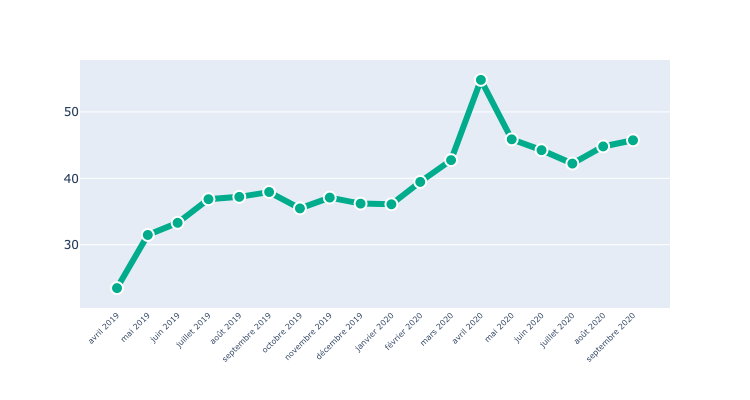 50
40
30
avril 2019
mai 2019
juin 2019
juillet 2019
août 2019
septembre 2019
octobre 2019
novembre 2019
décembre 2019
janvier 2020
février 2020
mars 2020
avril 2020
mai 2020
juin 2020
juillet 2020
août 2020
septembre 2020